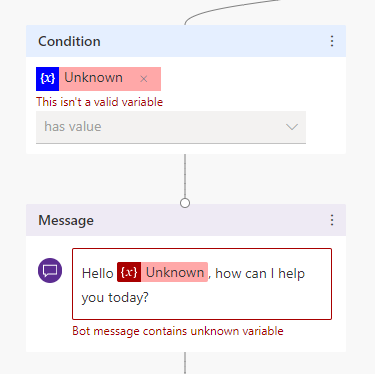 Condition
{x} Unknown ×
This isn't a valid variable
has value
Message
Hello {x} Unknown , how can I help
you today?
Bot message contains unknown variable